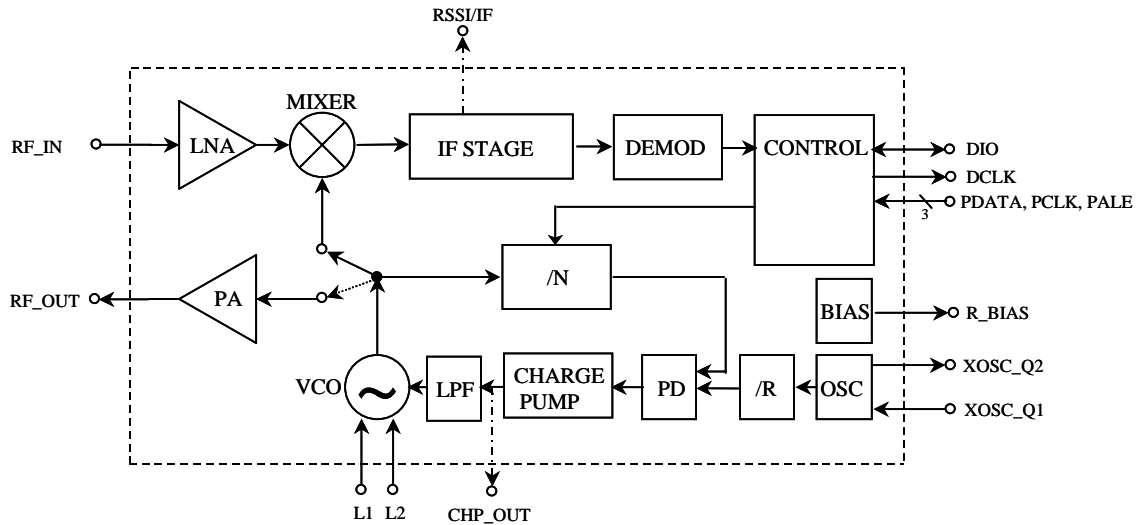 RSSI/IF
MIXER
RF_IN
LNA
IF STAGE
DEMOD
CONTROL
DIO
DCLK
3
PDATA, PCLK, PALE
/N
RF_OUT
PA
BIAS
R_BIAS
VCO
~
LPF
CHARGE
PUMP
PD
/R
OSC
XOSC_Q2
XOSC_Q1
L1
L2
CHP_OUT